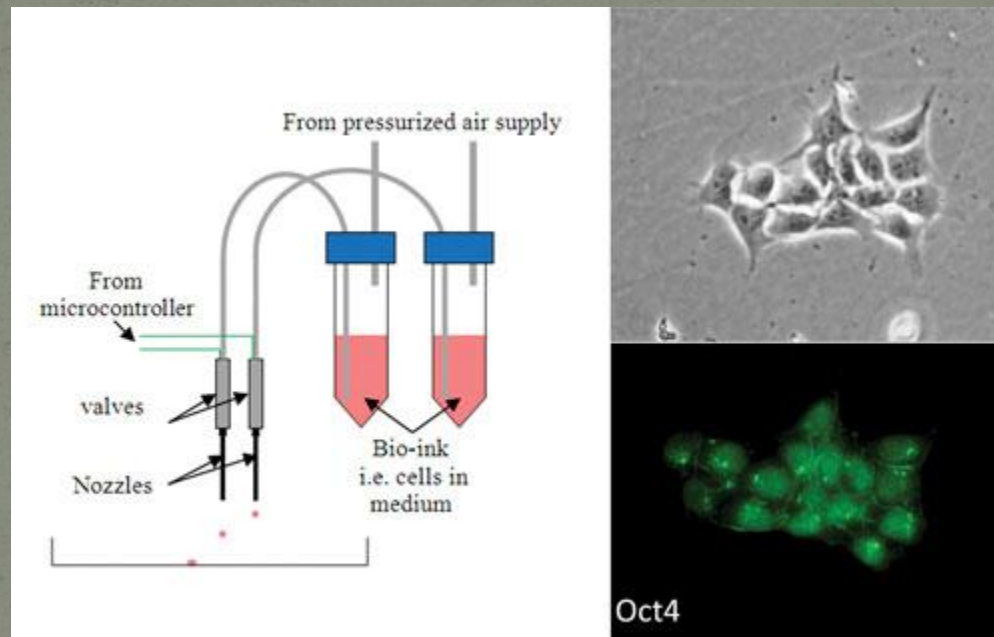 From pressurized air supply
From
microcontroller
valves
Nozzles
Bio-ink
i.e. cells in
medium
Oct4